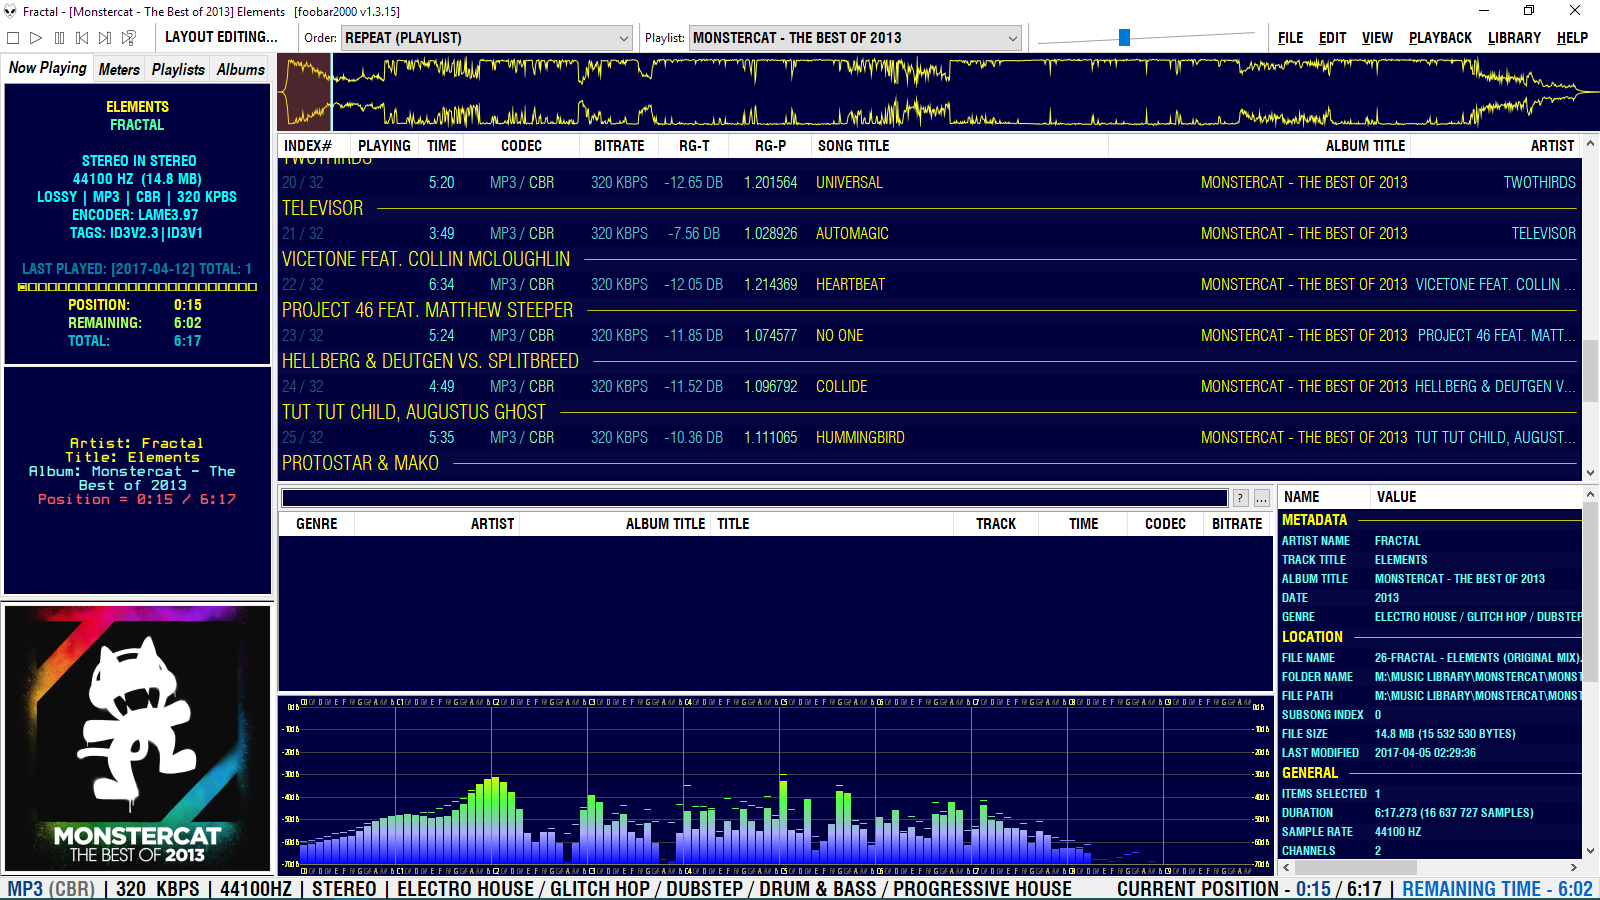 Fractal - [Monstercat - The Best of 2013] Elements   [foobar2000 v1.3.15]
LAYOUT EDITING...
Order: REPEAT (PLAYLIST)
Playlist: MONSTERCAT - THE BEST OF 2013
FILE EDIT VIEW PLAYBACK LIBRARY HELP
Now Playing Meters Playlists Albums
ELEMENTS
FRACTAL
STEREO IN STEREO
44100 HZ (14.8 MB)
LOSSY | MP3 | CBR | 320 KPBS
ENCODER: LAME3.97
TAGS: ID3V2.3|ID3V1
LAST PLAYED: [2017-04-12] TOTAL: 1
POSITION: 0:15
REMAINING: 6:02
TOTAL: 6:17
Artist: Fractal
Title: Elements
Album: Monstercat - The
Best of 2013
Position = 0:15 / 6:17
MONSTERCAT
THE BEST OF 2013
INDEX# PLAYING TIME CODEC BITRATE RG-T RG-P SONG TITLE ALBUM TITLE ARTIST
TWOTHIRDS
20 / 32 5:20 MP3 / CBR 320 KBPS -12.65 DB 1.201564 UNIVERSAL MONSTERCAT - THE BEST OF 2013 TWOTHIRDS
TELEVISOR
21 / 32 3:49 MP3 / CBR 320 KBPS -7.56 DB 1.028926 AUTOMAGIC MONSTERCAT - THE BEST OF 2013 TELEVISOR
VICETONE FEAT. COLLIN MCLOUGHLIN
22 / 32 6:34 MP3 / CBR 320 KBPS -12.05 DB 1.214369 HEARTBEAT MONSTERCAT - THE BEST OF 2013 VICETONE FEAT. COLLIN ...
PROJECT 46 FEAT. MATTHEW STEEPER
23 / 32 5:24 MP3 / CBR 320 KBPS -11.85 DB 1.074577 NO ONE MONSTERCAT - THE BEST OF 2013 PROJECT 46 FEAT. MATT...
HELLBERG & DEUTGEN VS. SPLITBREED
24 / 32 4:49 MP3 / CBR 320 KBPS -11.52 DB 1.096792 COLLIDE MONSTERCAT - THE BEST OF 2013 HELLBERG & DEUTGEN V...
TUT TUT CHILD, AUGUSTUS GHOST
25 / 32 5:35 MP3 / CBR 320 KBPS -10.36 DB 1.111065 HUMMINGBIRD MONSTERCAT - THE BEST OF 2013 TUT TUT CHILD, AUGUST...
PROTOSTAR & MAKO
? ...
GENRE ARTIST ALBUM TITLE TITLE TRACK TIME CODEC BITRATE
NAME VALUE
METADATA
ARTIST NAME FRACTAL
TRACK TITLE ELEMENTS
ALBUM TITLE MONSTERCAT - THE BEST OF 2013
DATE 2013
GENRE ELECTRO HOUSE / GLITCH HOP / DUBSTEP
LOCATION
FILE NAME 26-FRACTAL - ELEMENTS (ORIGINAL MIX).
FOLDER NAME M:\MUSIC LIBRARY\MONSTERCAT\MONST
FILE PATH M:\MUSIC LIBRARY\MONSTERCAT\MONST
SUBSONG INDEX 0
FILE SIZE 14.8 MB (15 532 530 BYTES)
LAST MODIFIED 2017-04-05 02:29:36
GENERAL
ITEMS SELECTED 1
DURATION 6:17.273 (16 637 727 SAMPLES)
SAMPLE RATE 44100 HZ
CHANNELS 2
0dB
-10dB
-20dB
-30dB
-40dB
-50dB
-60dB
-70dB
MP3 (CBR) | 320 KBPS | 44100HZ | STEREO | ELECTRO HOUSE / GLITCH HOP / DUBSTEP / DRUM & BASS / PROGRESSIVE HOUSE
CURRENT POSITION - 0:15 / 6:17 | REMAINING TIME - 6:02